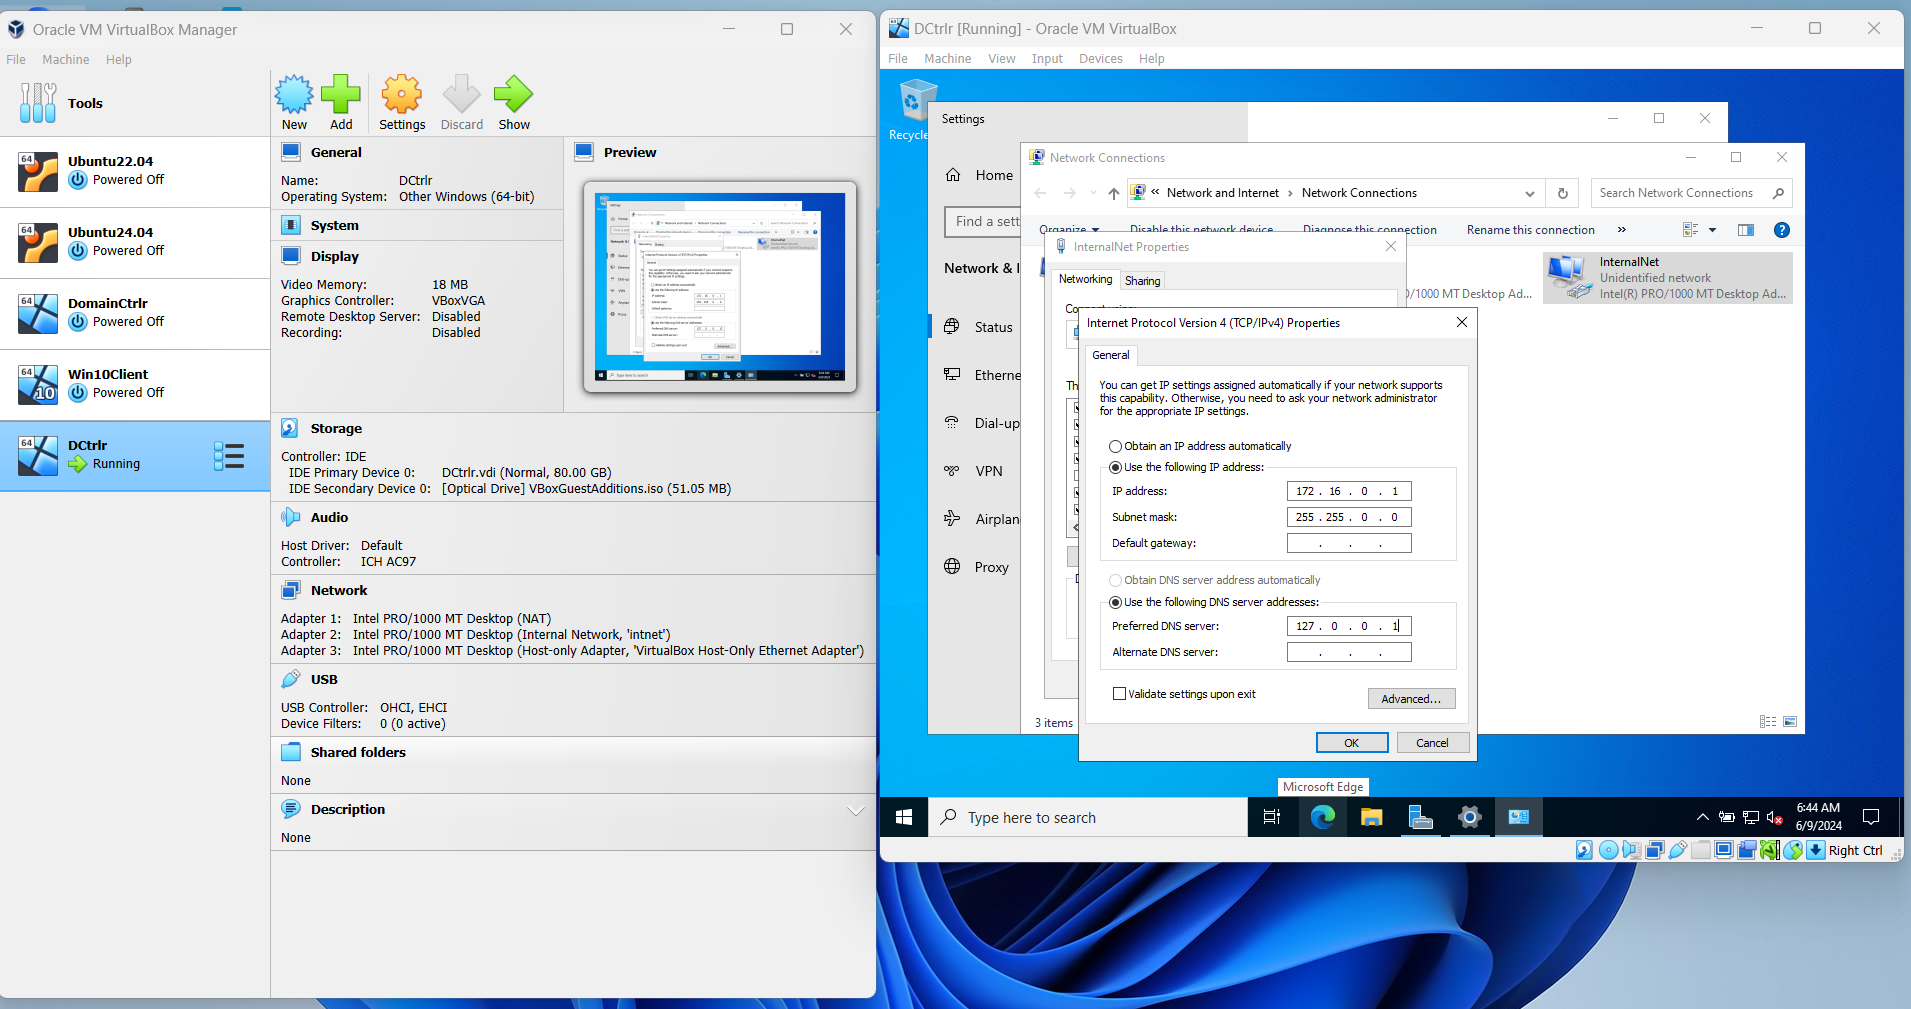 Oracle VM VirtualBox Manager
File Machine Help
Tools
64
Ubuntu22.04
Powered Off
64
Ubuntu24.04
Powered Off
64
DomainCtrlr
Powered Off
64
10
Win10Client
Powered Off
64
DCtrlr
Running
New Add Settings Discard Show
General
Name: DCtrlr
Operating System: Other Windows (64-bit)
System
Display
Video Memory: 18 MB
Graphics Controller: VBoxVGA
Remote Desktop Server: Disabled
Recording: Disabled
Preview
Storage
Controller: IDE
IDE Primary Device 0: DCtrlr.vdi (Normal, 80.00 GB)
IDE Secondary Device 0: [Optical Drive] VBoxGuestAdditions.iso (51.05 MB)
Audio
Host Driver: Default
Controller: ICH AC97
Network
Adapter 1: Intel PRO/1000 MT Desktop (NAT)
Adapter 2: Intel PRO/1000 MT Desktop (Internal Network, 'intnet')
Adapter 3: Intel PRO/1000 MT Desktop (Host-only Adapter, 'VirtualBox Host-Only Ethernet Adapter')
USB
USB Controller: OHCI, EHCI
Device Filters: 0 (0 active)
Shared folders
None
Description
None
DCtrlr [Running] - Oracle VM VirtualBox
File Machine View Input Devices Help
Recycle
Settings
Home
Find a sett
Network & I
Status
Etherne
Dial-up
VPN
Airplan
Proxy
Network Connections
« Network and Internet › Network Connections
Search Network Connections
Organize Disable this network device Diagnose this connection Rename this connection »
InternalNet
Unidentified network
Intel(R) PRO/1000 MT Desktop Ad...
0/1000 MT Desktop Ad...
3 items
InternalNet Properties
Networking Sharing
Co
Th
Internet Protocol Version 4 (TCP/IPv4) Properties
General
You can get IP settings assigned automatically if your network supports
this capability. Otherwise, you need to ask your network administrator
for the appropriate IP settings.
Obtain an IP address automatically
Use the following IP address:
IP address: 172 . 16 . 0 . 1
Subnet mask: 255 . 255 . 0 . 0
Default gateway: . . .
Obtain DNS server address automatically
Use the following DNS server addresses:
Preferred DNS server: 127 . 0 . 0 . 1
Alternate DNS server: . . .
Validate settings upon exit
Advanced...
OK Cancel
Microsoft Edge
Type here to search
6:44 AM
6/9/2024
Right Ctrl